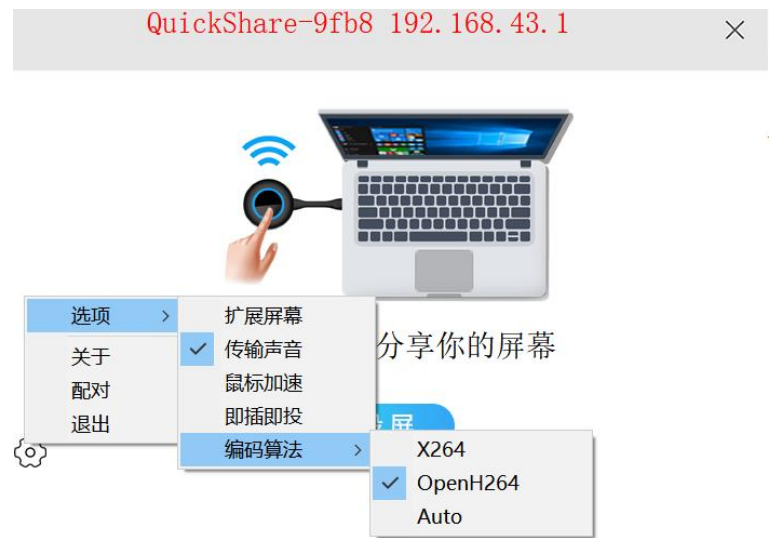 QuickShare-9fb8 192.168.43.1
分享你的屏幕
屏
选项
关于
配对
退出
扩展屏幕
传输声音
鼠标加速
即插即投
编码算法
X264
OpenH264
Auto